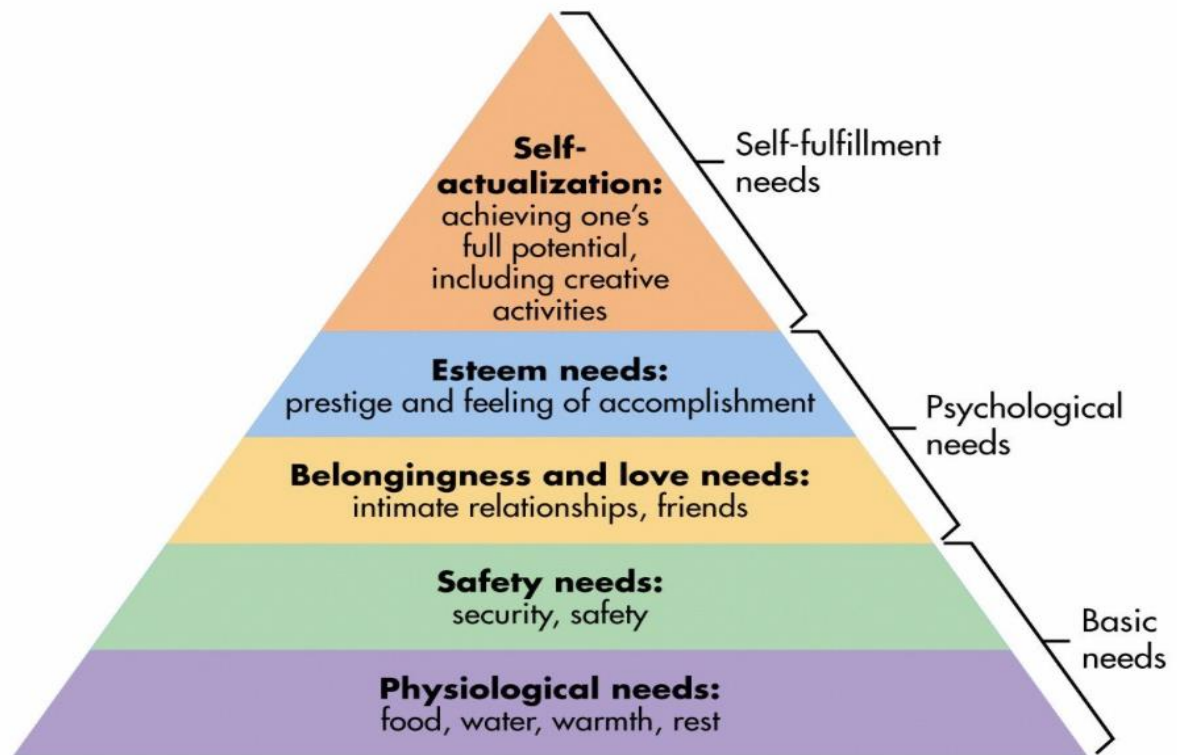 Self-
actualization:
achieving one's
full potential,
including creative
activities
Self-fulfillment
needs
Esteem needs:
prestige and feeling of accomplishment
Psychological
needs
Belongingness and love needs:
intimate relationships, friends
Safety needs:
security, safety
Basic
needs
Physiological needs:
food, water, warmth, rest